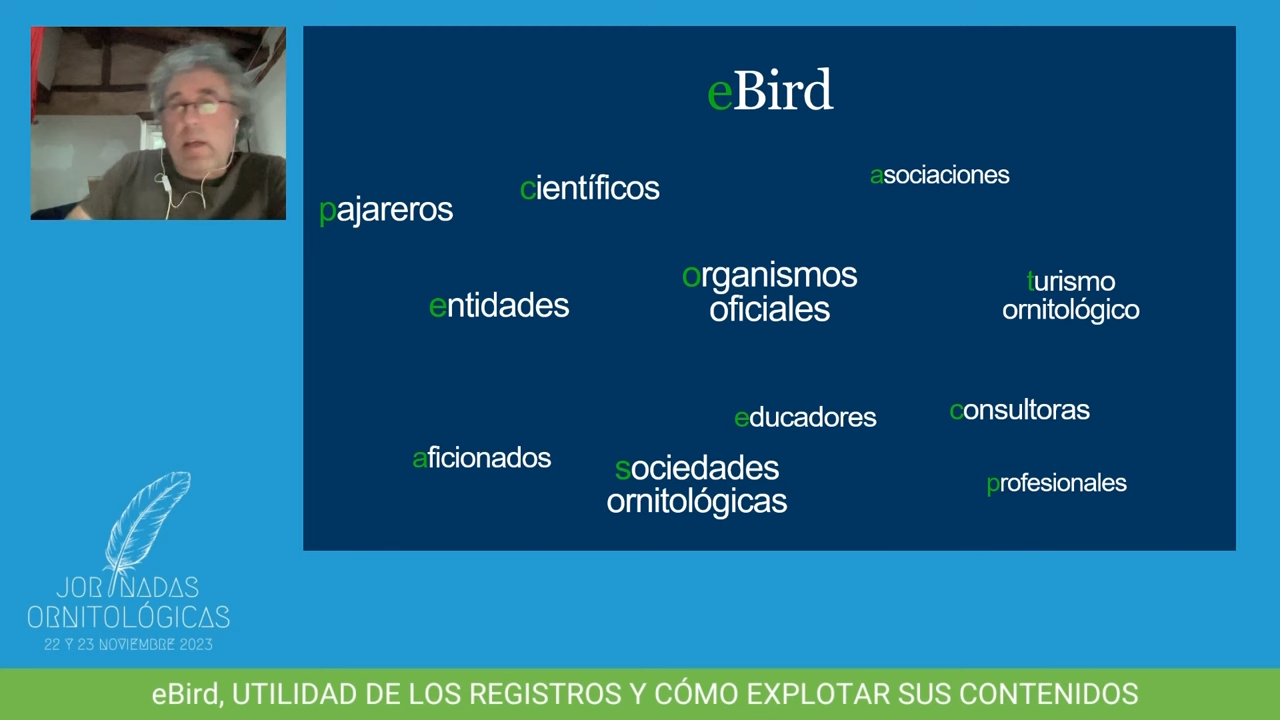 eBird
asociaciones
científicos
pajareros
organismos
oficiales
turismo
ornitológico
entidades
educadores
consultoras
aficionados
sociedades
ornitológicas
profesionales
JORNADAS
ORNITOLÓGICAS
22 Y 23 NOVIEMBRE 2023
eBird, UTILIDAD DE LOS REGISTROS Y CÓMO EXPLOTAR SUS CONTENIDOS